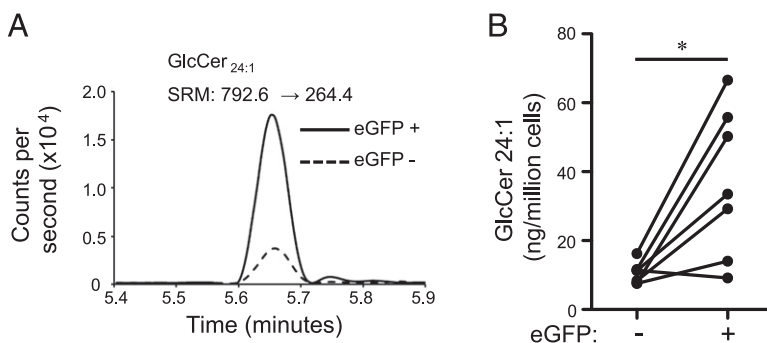 A
GlcCer 24:1
SRM: 792.6 → 264.4
eGFP +
eGFP -
Counts per
second (x10⁴)
2.0
1.5
1.0
0.5
0
5.4 5.5 5.6 5.7 5.8 5.9
Time (minutes)
B
*
GlcCer 24:1
(ng/million cells)
80
60
40
20
0
eGFP: - +